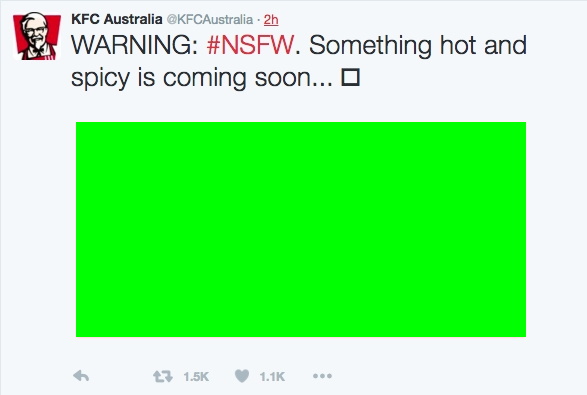 KFC Australia @KFCAustralia · 2h
WARNING: #NSFW. Something hot and
spicy is coming soon...
1.5K 1.1K